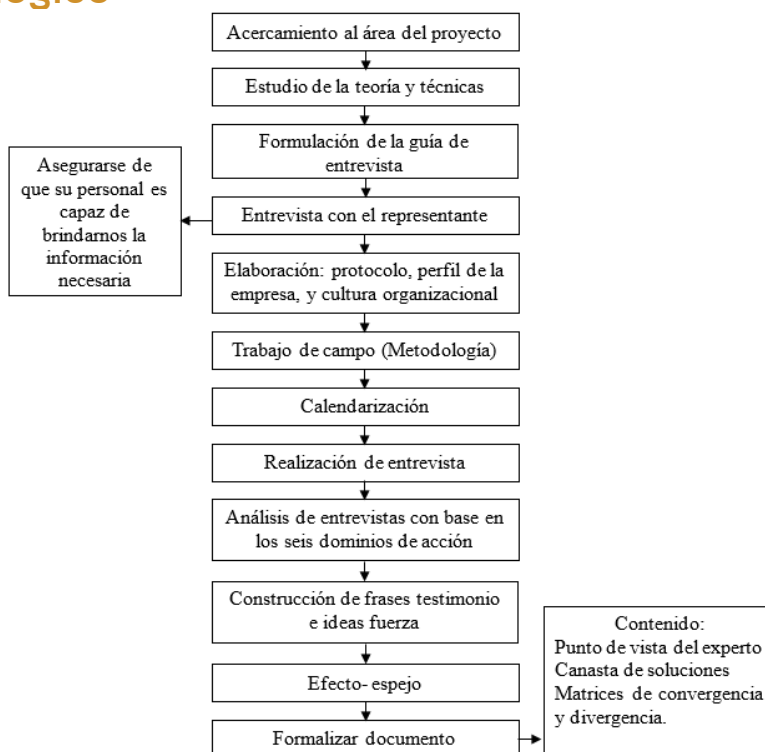 Acercamiento al área del proyecto
Estudio de la teoría y técnicas
Formulación de la guía de
entrevista
Asegurarse de
que su personal es
capaz de
brindarnos la
información
necesaria
Entrevista con el representante
Elaboración: protocolo, perfil de la
empresa, y cultura organizacional
Trabajo de campo (Metodología)
Calendarización
Realización de entrevista
Análisis de entrevistas con base en
los seis dominios de acción
Construcción de frases testimonio
e ideas fuerza
Efecto- espejo
Formalizar documento
Contenido:
Punto de vista del experto
Canasta de soluciones
Matrices de convergencia
y divergencia.